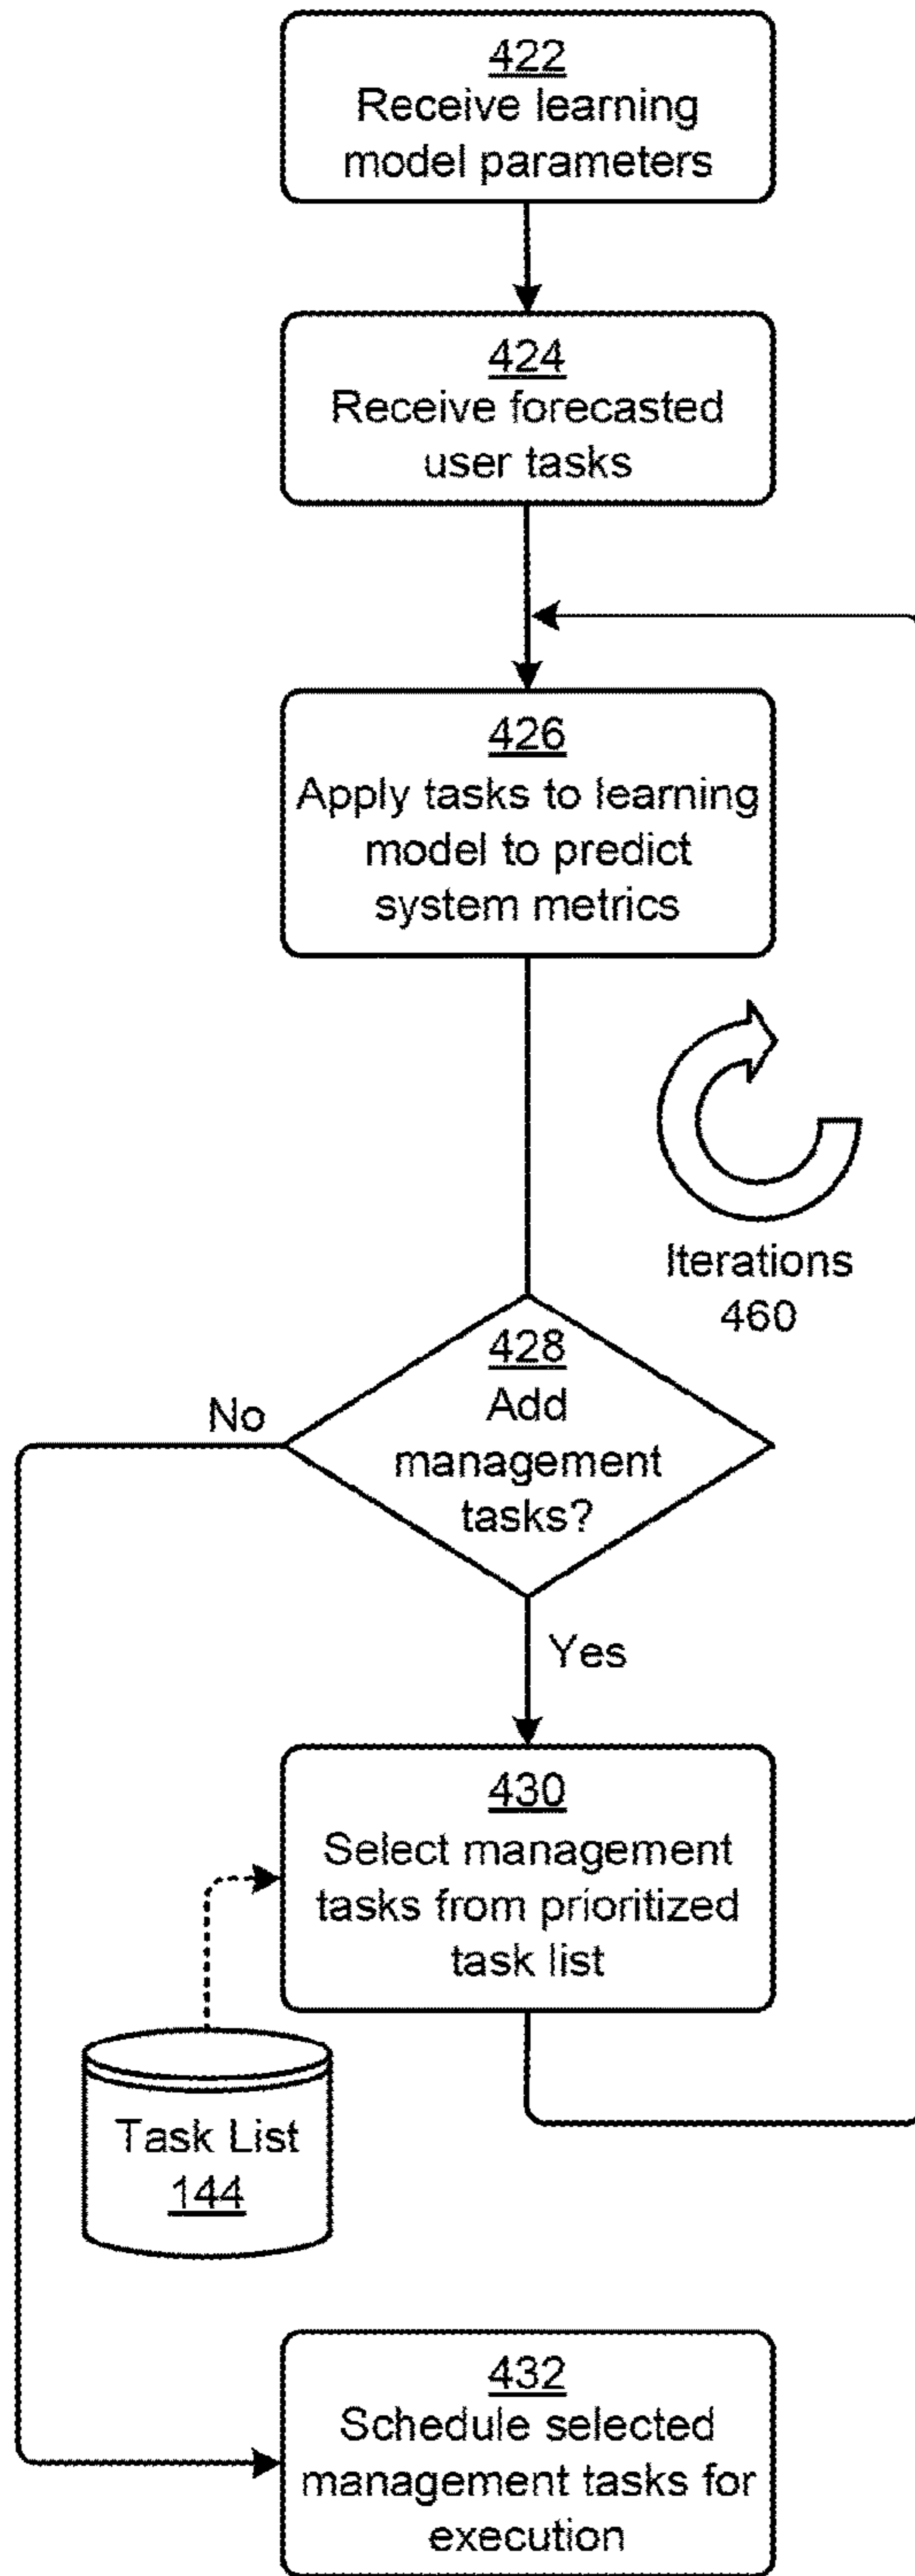 422
Receive learning
model parameters
424
Receive forecasted
user tasks
426
Apply tasks to learning
model to predict
system metrics
Iterations
460
428
Add
management
tasks?
No
Yes
430
Select management
tasks from prioritized
task list
Task List
144
432
Schedule selected
management tasks for
execution